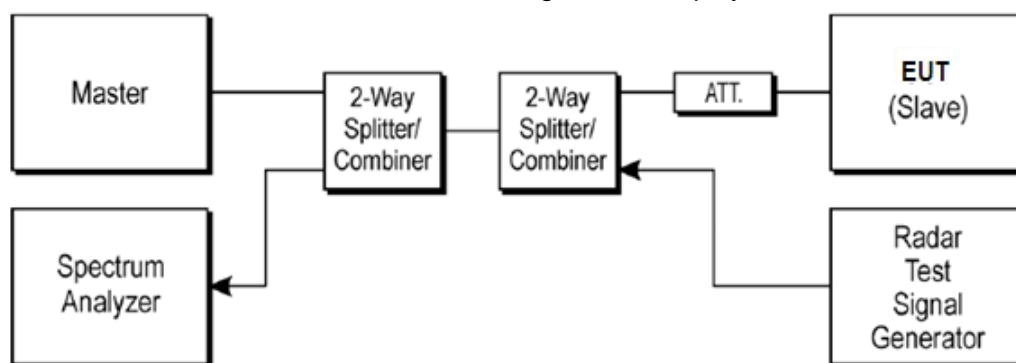 Master
2-Way
Splitter/
Combiner
2-Way
Splitter/
Combiner
ATT.
EUT
(Slave)
Spectrum
Analyzer
Radar
Test
Signal
Generator